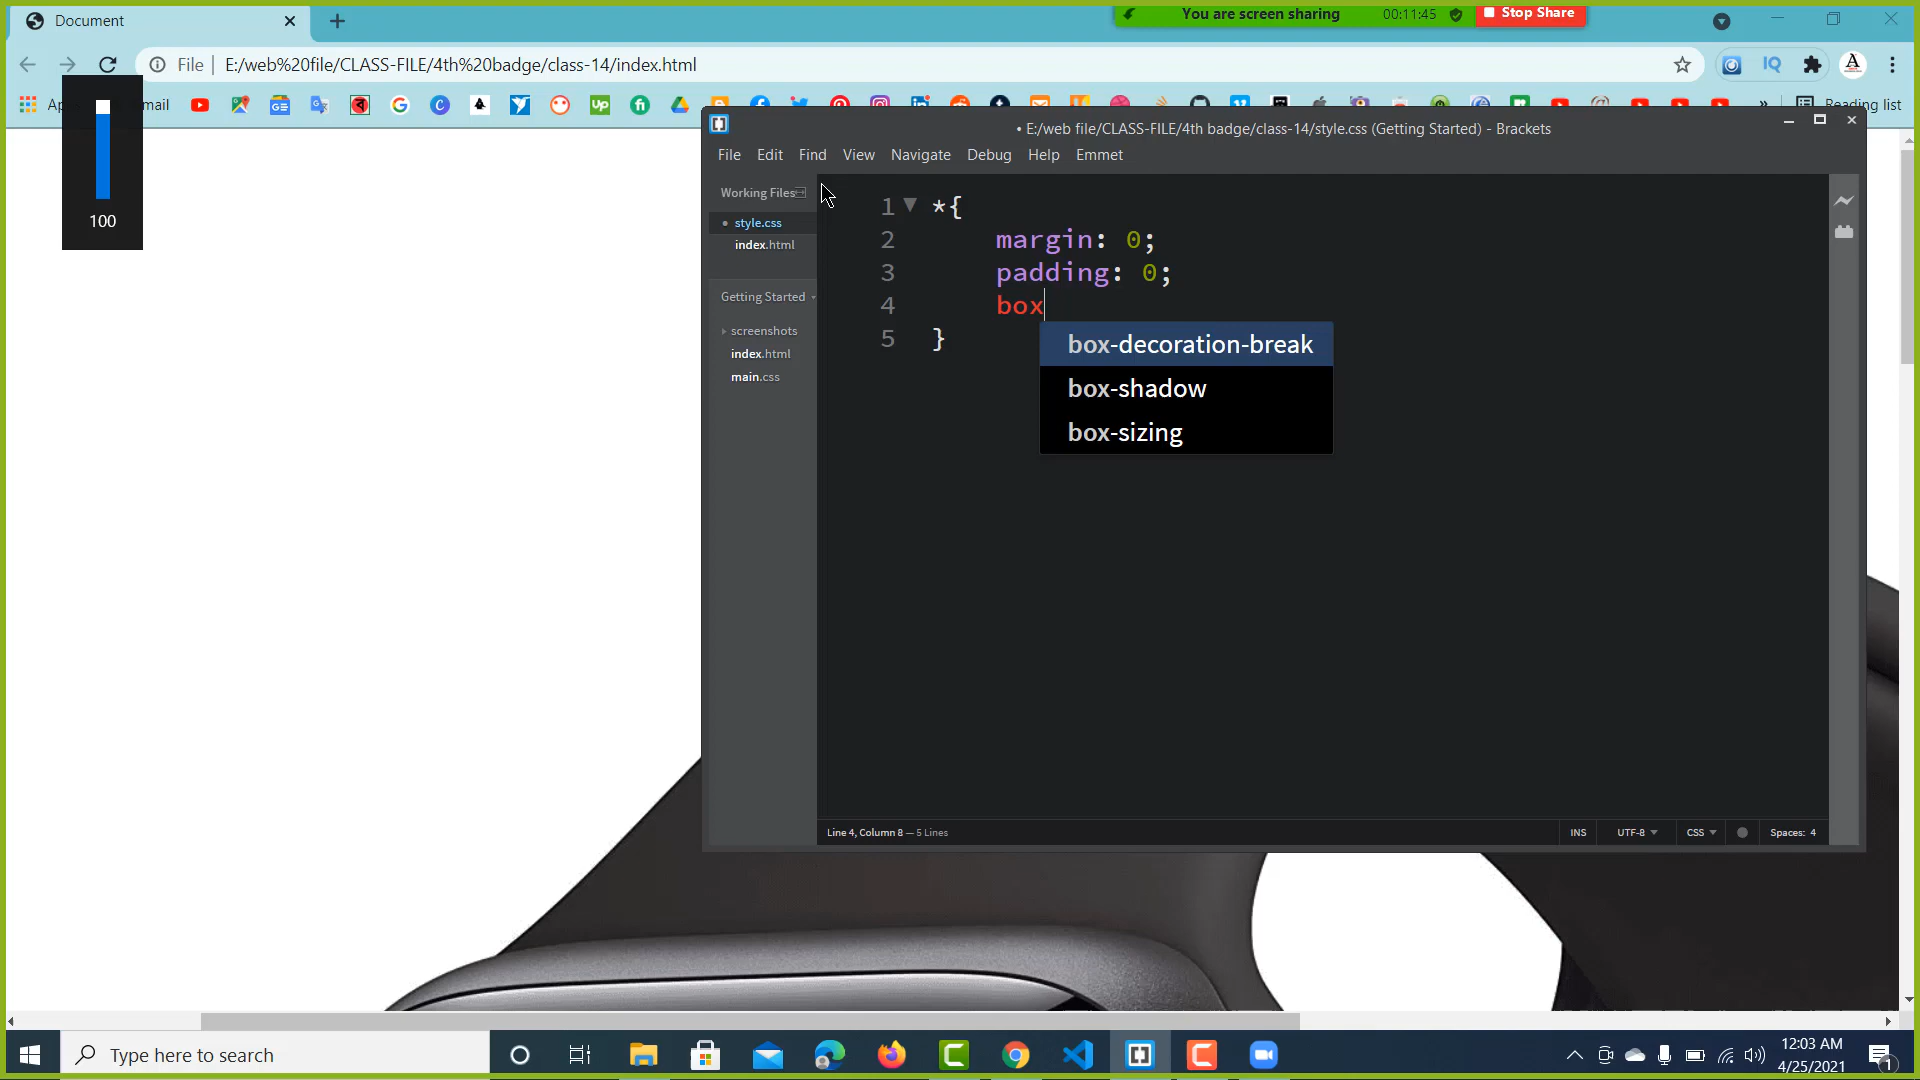 Document
You are screen sharing
00:11:45
Stop Share
File
E:/web%20file/CLASS-FILE/4th%20badge/class-14/index.html
IQ
Reading list
100
• E:/web file/CLASS-FILE/4th badge/class-14/style.css (Getting Started) - Brackets
File Edit Find View Navigate Debug Help Emmet
Working Files
style.css
index.html
Getting Started
screenshots
index.html
main.css
1 *{
2 margin: 0;
3 padding: 0;
4 box
5 }
box-decoration-break
box-shadow
box-sizing
Line 4, Column 8 — 5 Lines
INS
UTF-8
CSS
Spaces: 4
Type here to search
12:03 AM
4/25/2021
1